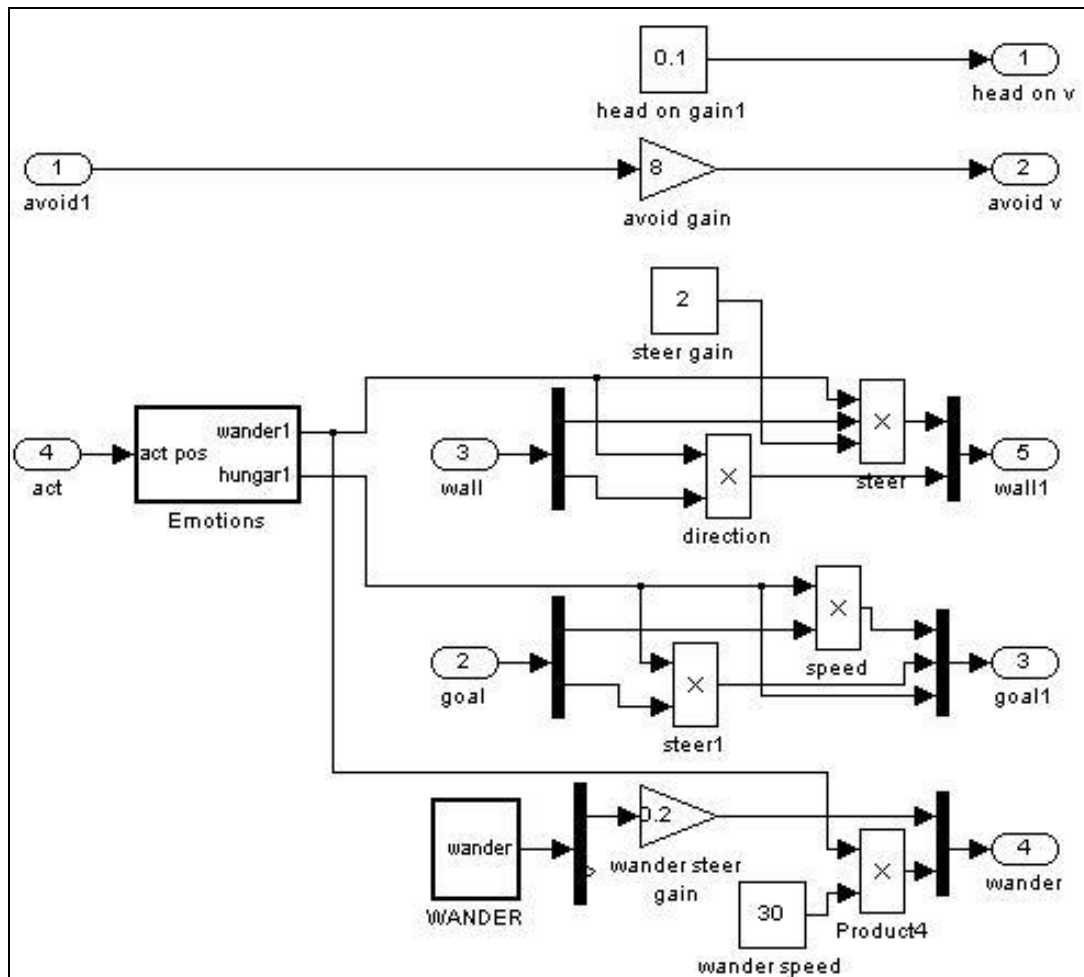 0.1
1
head on gain1
head on v
1
8
2
avoid1
avoid gain
avoid v
2
steer gain
wander1
4
act pos
3
×
5
hungar1
act
wall
×
steer
wall1
Emotions
direction
×
2
×
speed
3
goal
goal1
steer1
0.2
wander
wander steer
gain
×
4
wander
WANDER
30
Product4
wander speed